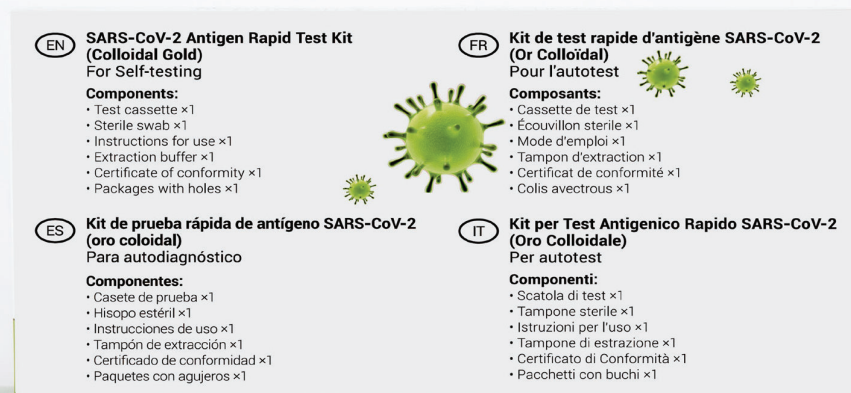 EN
SARS-CoV-2 Antigen Rapid Test Kit
(Colloidal Gold)
For Self-testing
Components:
• Test cassette ×1
• Sterile swab ×1
• Instructions for use ×1
• Extraction buffer ×1
• Certificate of conformity ×1
• Packages with holes ×1
FR
Kit de test rapide d'antigène SARS-CoV-2
(Or Colloïdal)
Pour l'autotest
Composants:
• Cassette de test ×1
• Écouvillon sterile ×1
• Mode d'emploi ×1
• Tampon d'extraction ×1
• Certificat de conformité ×1
• Colis avectrous ×1
ES
Kit de prueba rápida de antígeno SARS-CoV-2
(oro coloidal)
Para autodiagnóstico
Componentes:
• Casete de prueba ×1
• Hisopo estéril ×1
• Instrucciones de uso ×1
• Tampón de extracción ×1
• Certificado de conformidad ×1
• Paquetes con agujeros ×1
IT
Kit per Test Antigenico Rapido SARS-CoV-2
(Oro Colloidale)
Per autotest
Componenti:
• Scatola di test ×1
• Tampone sterile ×1
• Istruzioni per l'uso ×1
• Tampone di estrazione ×1
• Certificato di Conformità ×1
• Pacchetti con buchi ×1